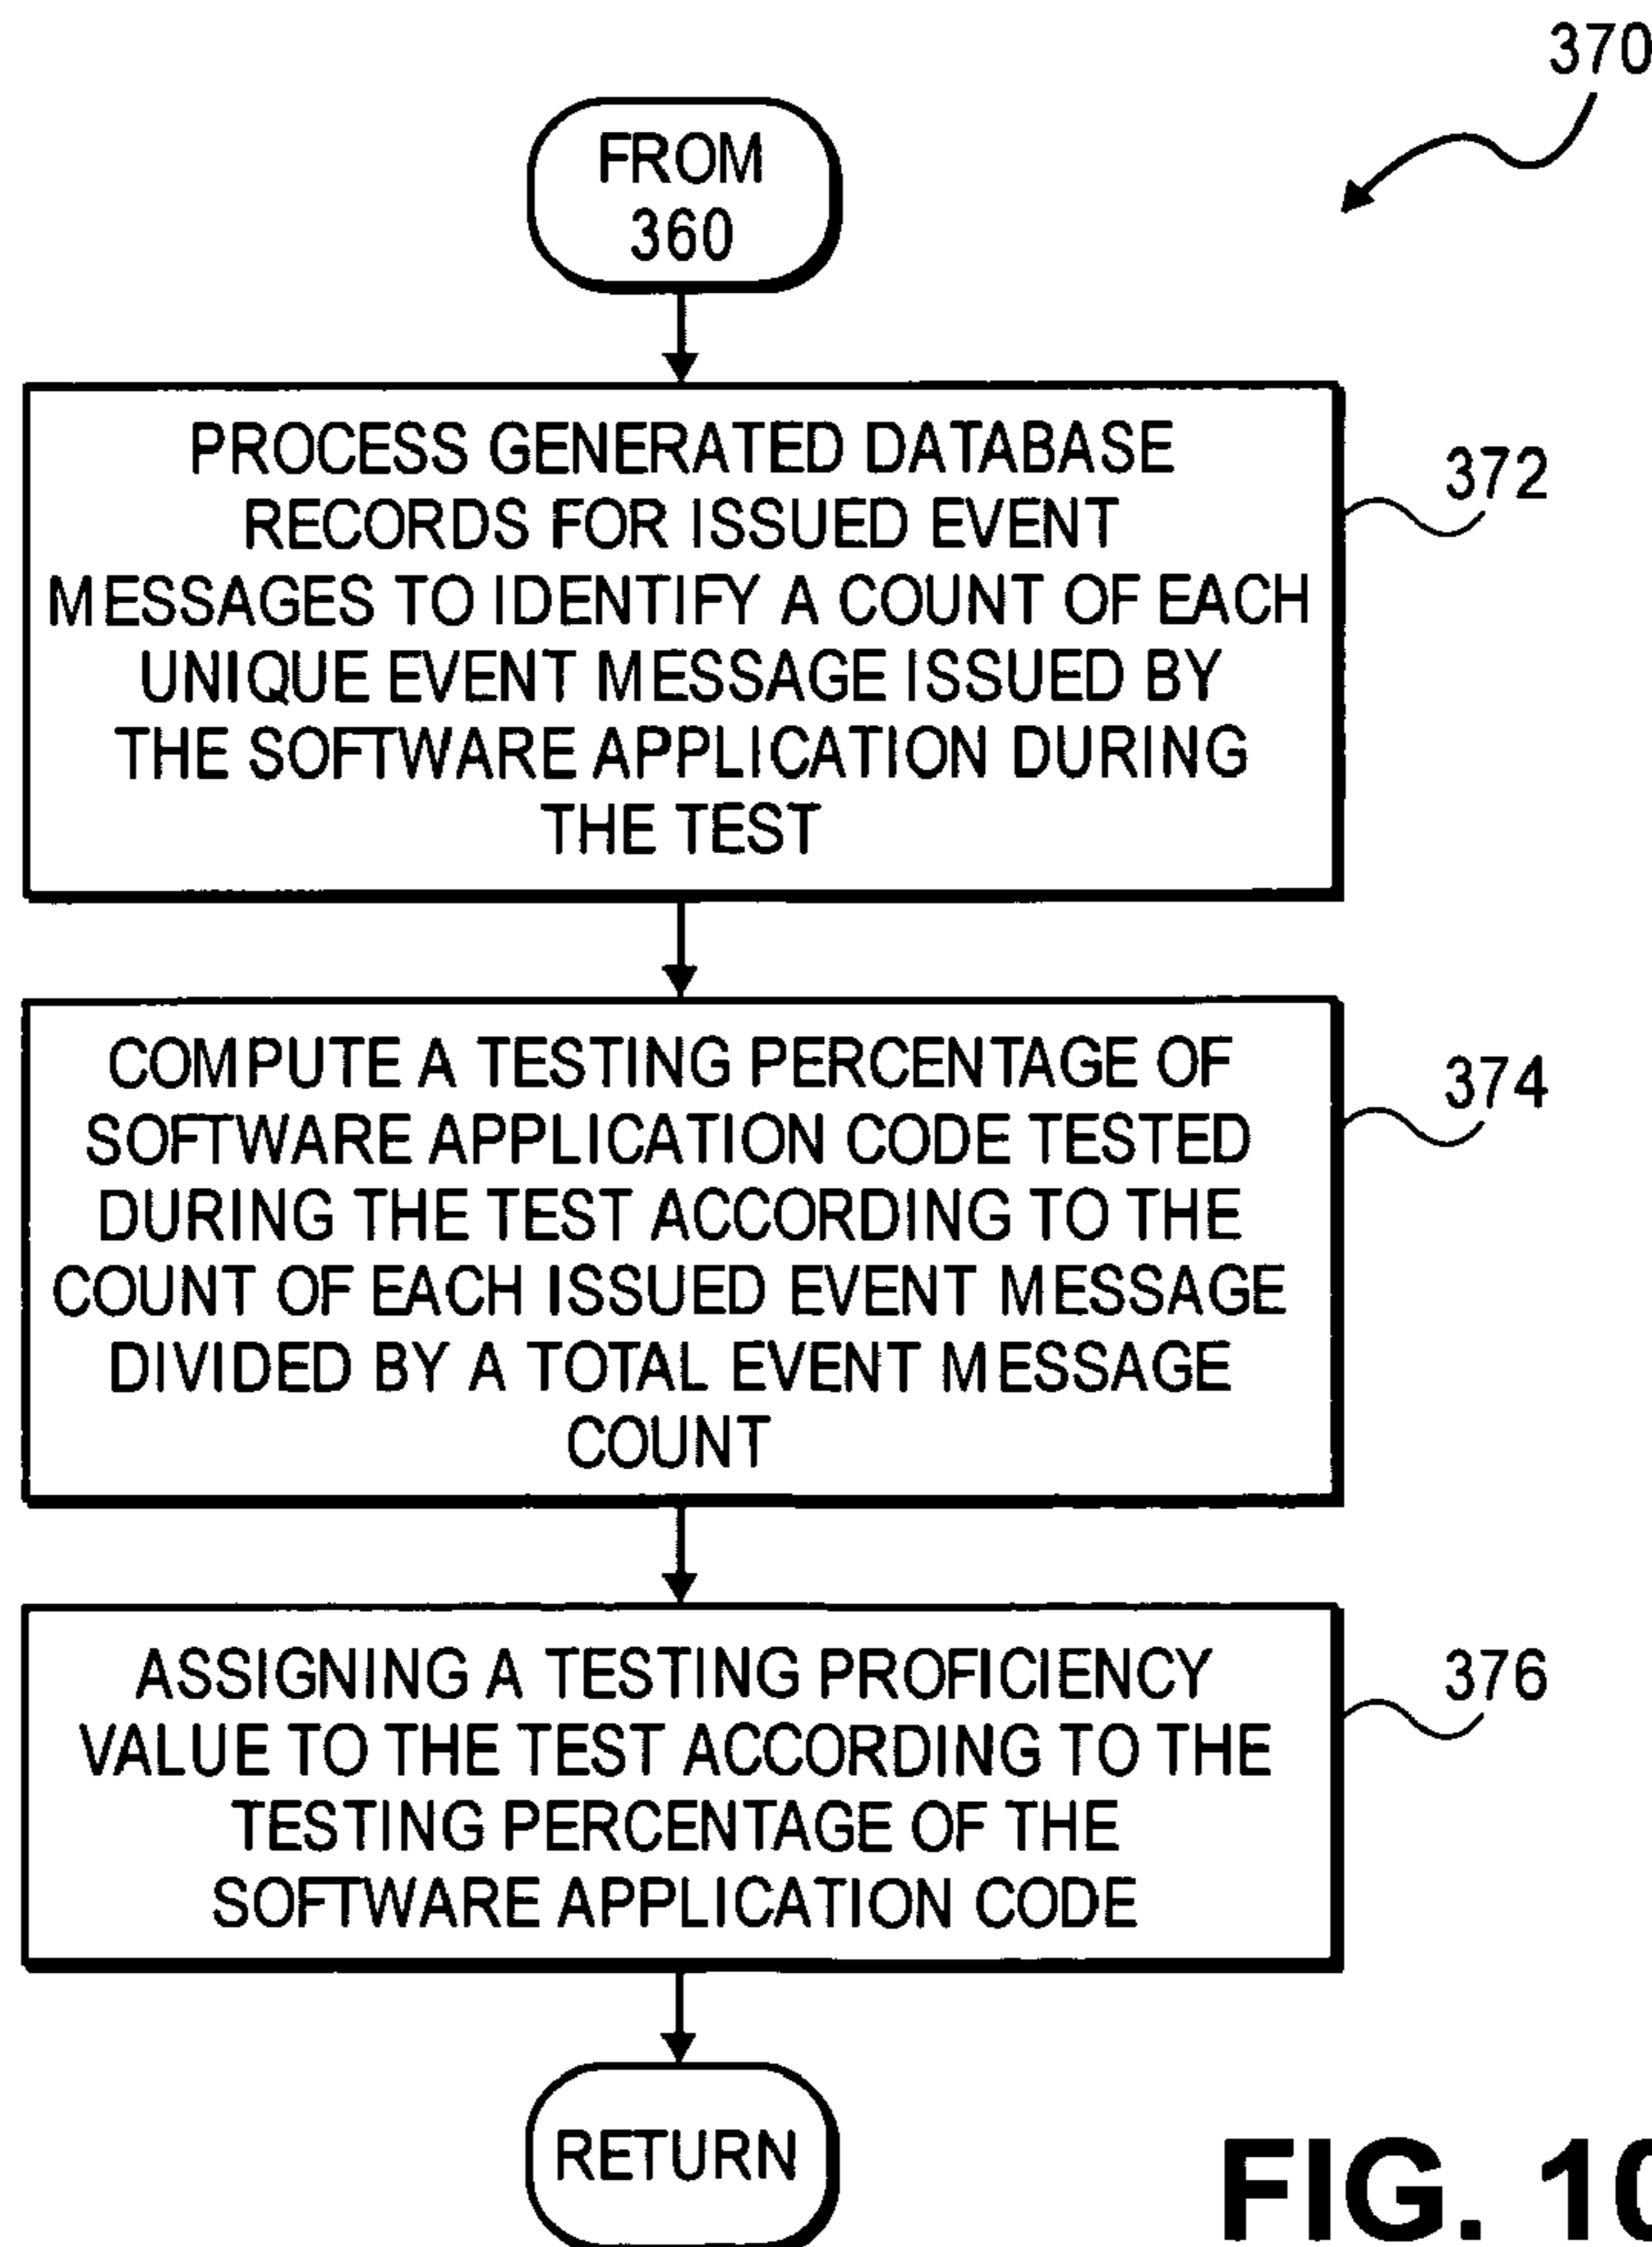 370
FROM
360
PROCESS GENERATED DATABASE
RECORDS FOR ISSUED EVENT
MESSAGES TO IDENTIFY A COUNT OF EACH
UNIQUE EVENT MESSAGE ISSUED BY
THE SOFTWARE APPLICATION DURING
THE TEST
372
COMPUTE A TESTING PERCENTAGE OF
SOFTWARE APPLICATION CODE TESTED
DURING THE TEST ACCORDING TO THE
COUNT OF EACH ISSUED EVENT MESSAGE
DIVIDED BY A TOTAL EVENT MESSAGE
COUNT
374
ASSIGNING A TESTING PROFICIENCY
VALUE TO THE TEST ACCORDING TO THE
TESTING PERCENTAGE OF THE
SOFTWARE APPLICATION CODE
376
RETURN
FIG. 10